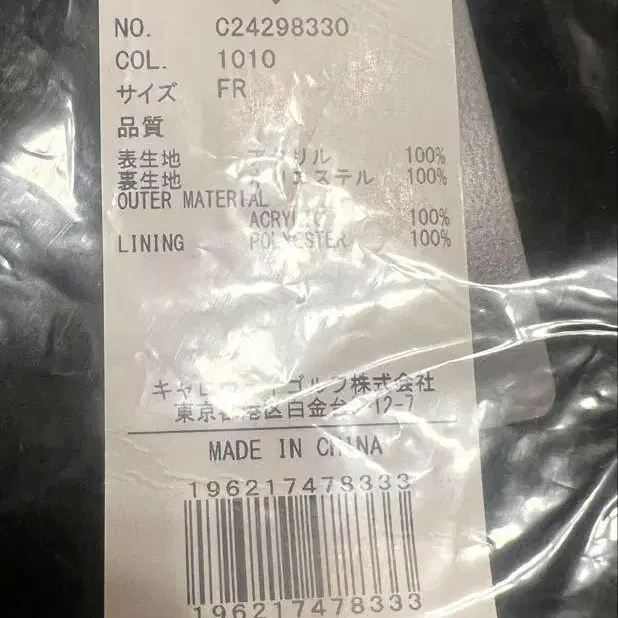 NO. C24298330
COL. 1010
サイズ FR
品質
表生地 アクリル 100%
裏生地 ポリエステル 100%
OUTER MATERIAL
ACRYLIC 100%
LINING POLYESTER 100%
キャロウェイゴルフ株式会社
東京都港区白金台 12-7
MADE IN CHINA
196217478333
196217478333